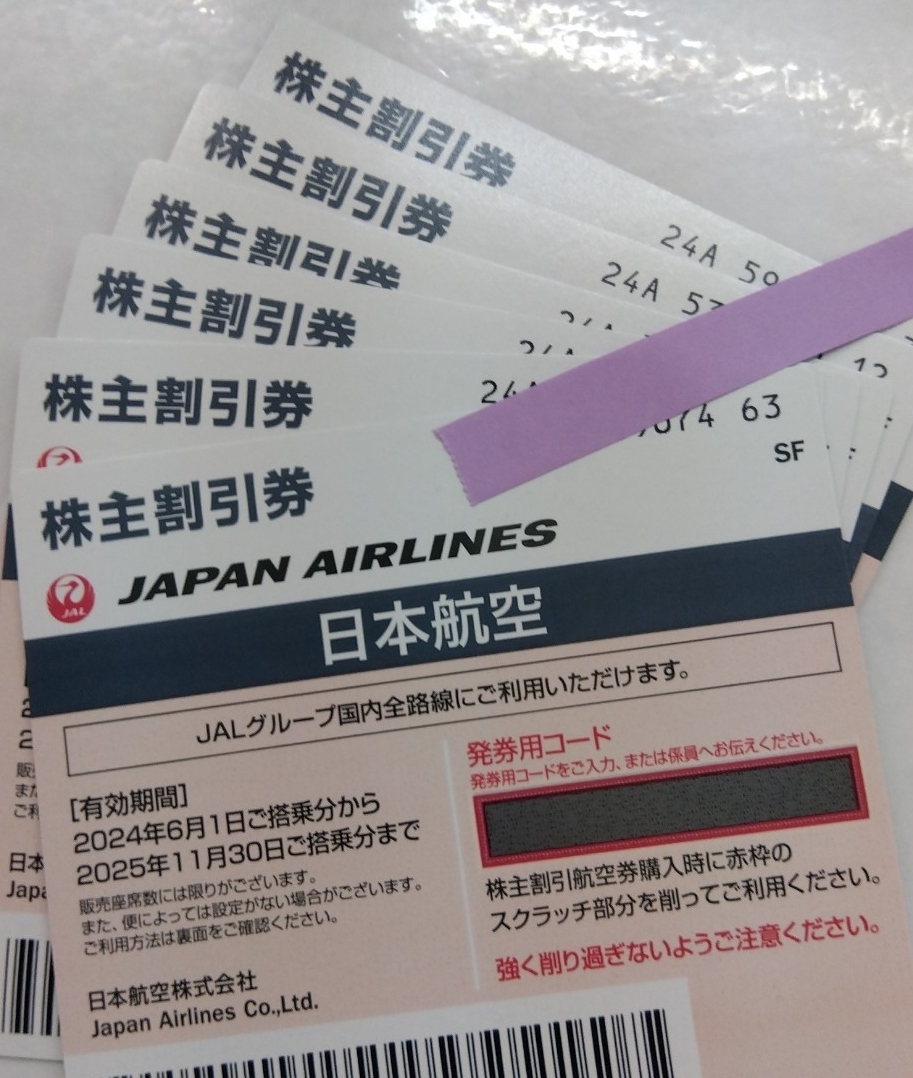 株主割引券
24A 59
株主割引券
24A 53
株主割引券
24A
12
株主割引券
24A
株主割引券
24A
株主割引券
63
SF
JAL
JAPAN AIRLINES
日本航空
JALグループ国内全路線にご利用いただけます。
[有効期間]
2024年6月1日ご搭乗分から
2025年11月30日ご搭乗分まで
販売座席数には限りがございます。
また、便によっては設定がない場合がございます。
ご利用方法は裏面をご確認ください。
日本航空株式会社
Japan Airlines Co.,Ltd.
発券用コード
発券用コードをご入力、または係員へお伝えください。
株主割引航空券購入時に赤枠の
スクラッチ部分を削ってご利用ください。
強く削り過ぎないようご注意ください。